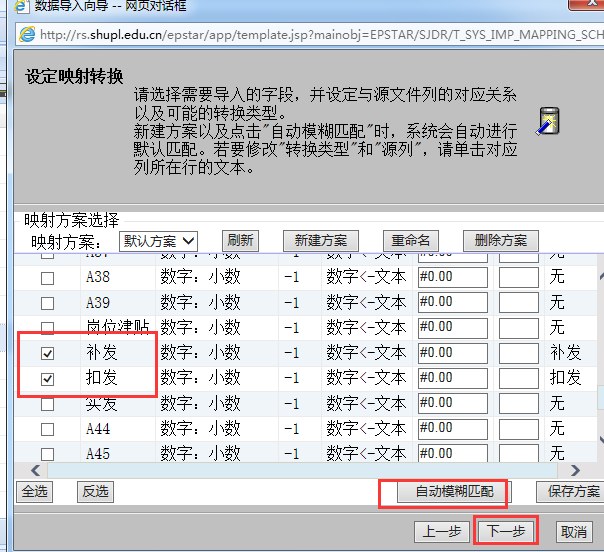 数据导入向导 -- 网页对话框
http://rs.shupl.edu.cn/epstar/app/template.jsp?mainobj=EPSTAR/SJDR/T_SYS_IMP_MAPPING_SCH
设定映射转换
请选择需要导入的字段，并设定与源文件列的对应关系
以及可能的转换类型。
新建方案以及点击"自动模糊匹配"时，系统会自动进行
默认匹配。若要修改"转换类型"和"源列"，请单击对应
列所在行的文本。
映射方案选择
映射方案： 默认方案 刷新 新建方案 重命名 删除方案
A38 数字：小数 -1 数字<-文本 #0.00 无
A39 数字：小数 -1 数字<-文本 #0.00 无
岗位津贴 数字：小数 -1 数字<-文本 #0.00 无
补发 数字：小数 -1 数字<-文本 #0.00 补发
扣发 数字：小数 -1 数字<-文本 #0.00 扣发
实发 数字：小数 -1 数字<-文本 #0.00 无
A44 数字：小数 -1 数字<-文本 #0.00 无
A45 数字：小数 -1 数字<-文本 #0.00 无
全选 反选 自动模糊匹配 保存方案
上一步 下一步 取消